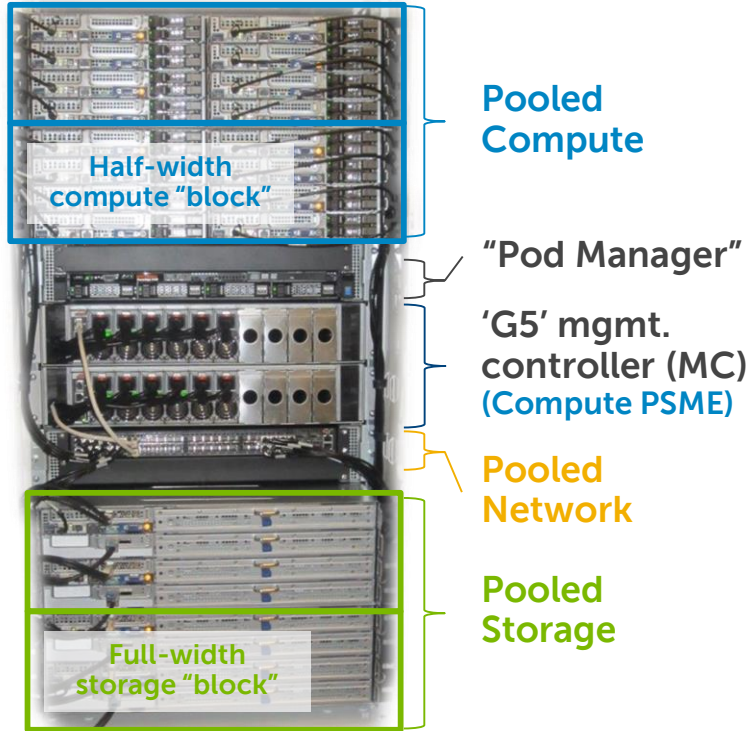 Pooled
Compute
Half-width
compute “block”
“Pod Manager”
‘G5’ mgmt.
controller (MC)
(Compute PSME)
Pooled
Network
Pooled
Storage
Full-width
storage “block”